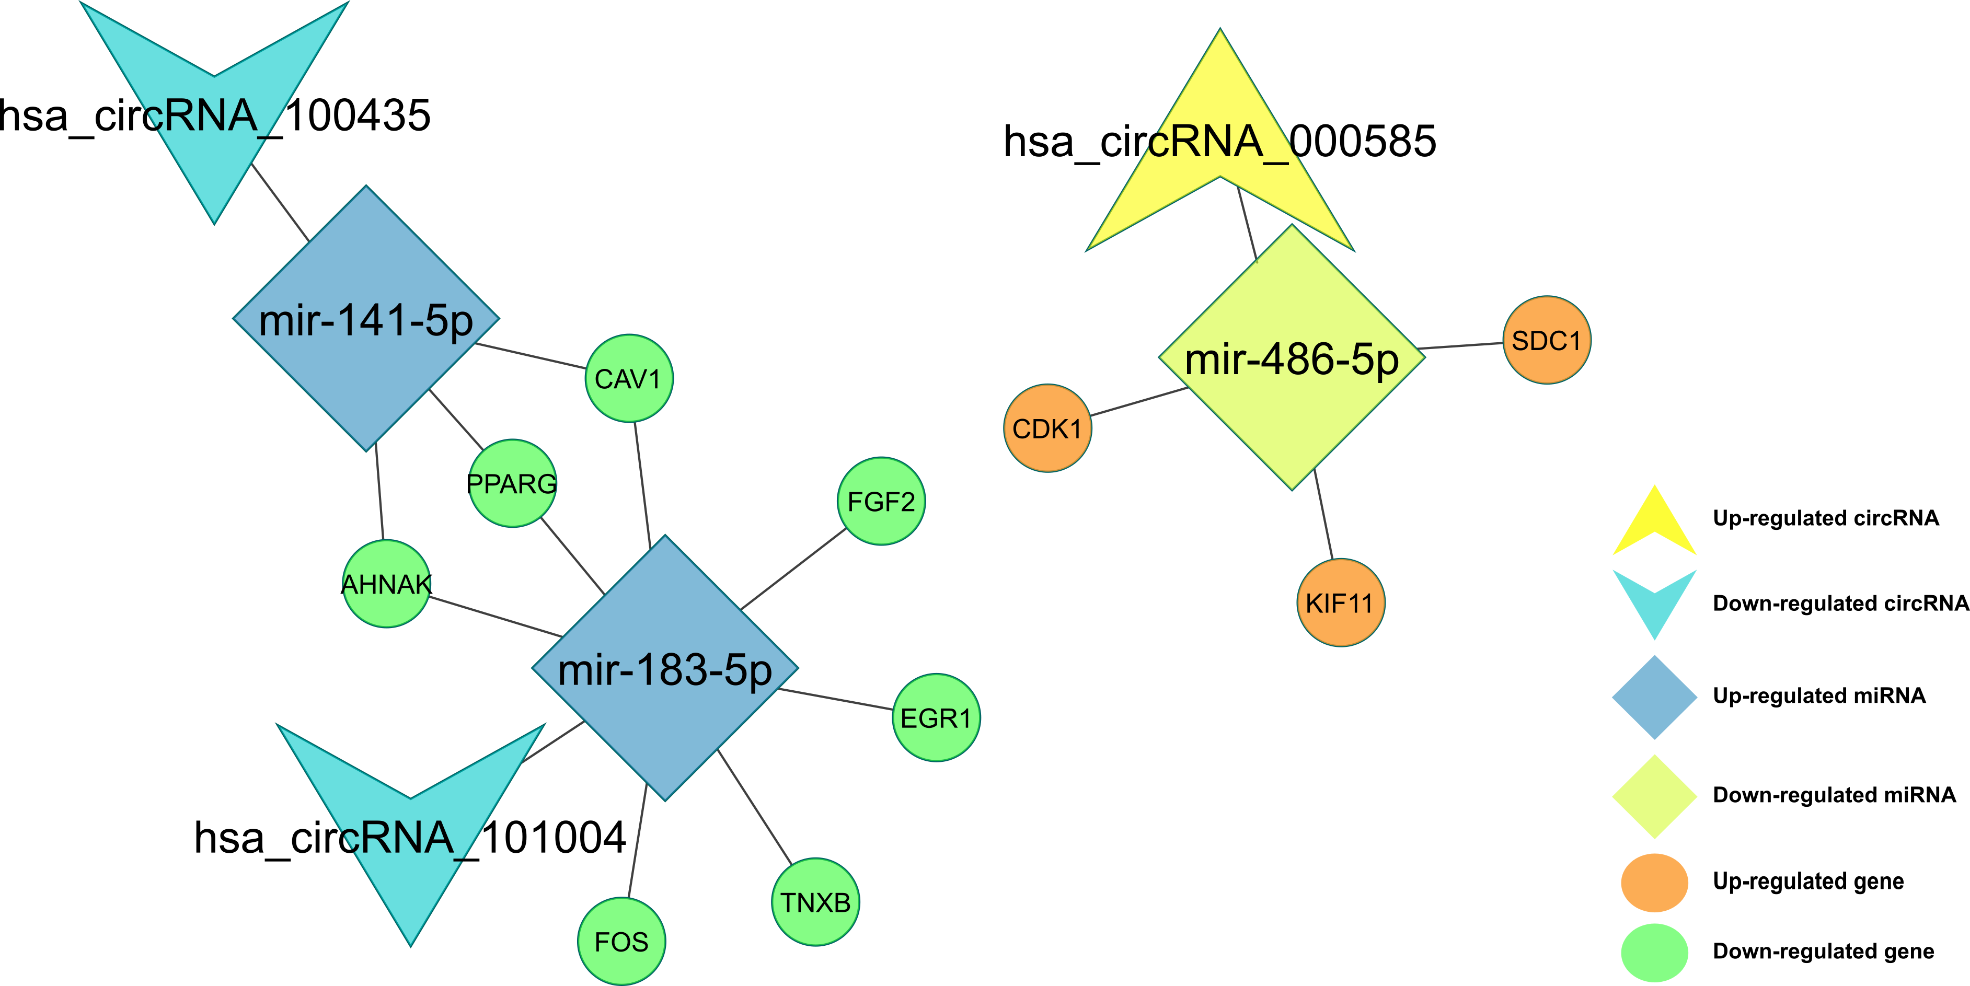 hsa_circRNA_100435
hsa_circRNA_000585
mir-141-5p
mir-486-5p
SDC1
CAV1
CDK1
PPARG
FGF2
AHNAK
KIF11
mir-183-5p
EGR1
hsa_circRNA_101004
TNXB
FOS
Up-regulated circRNA
Down-regulated circRNA
Up-regulated miRNA
Down-regulated miRNA
Up-regulated gene
Down-regulated gene